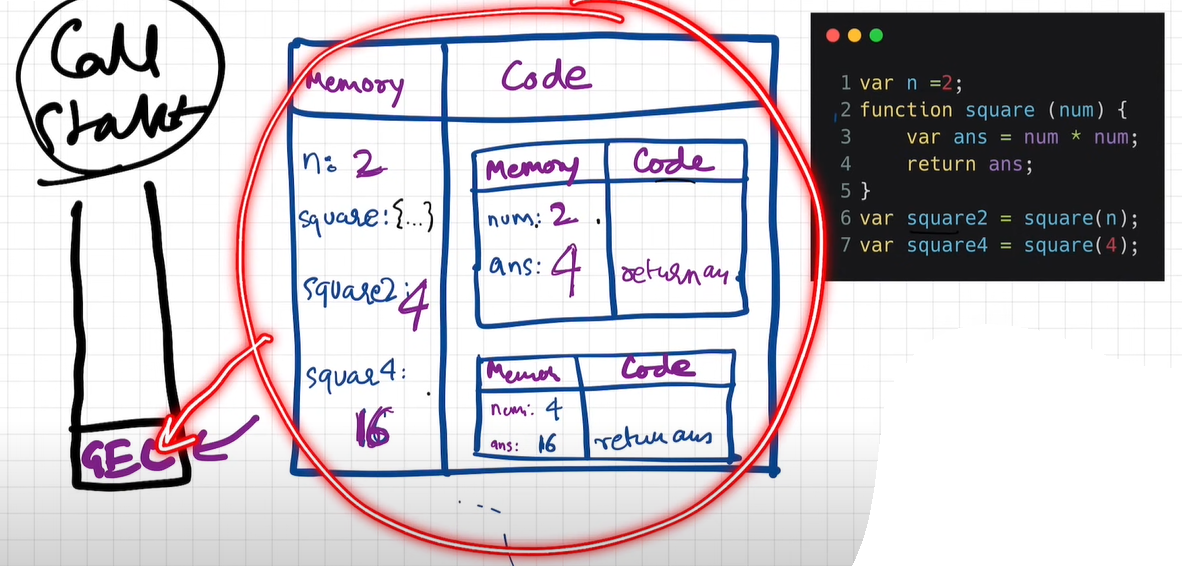 Call
Stack
GEC
Memory
Code
n: 2
square: {...}
square2: 4
squar4:
16
Memory
Code
num: 2
ans: 4
return an
Memor
Code
num: 4
ans: 16
return ans
1 var n =2;
2 function square (num) {
3 var ans = num * num;
4 return ans;
5 }
6 var square2 = square(n);
7 var square4 = square(4);